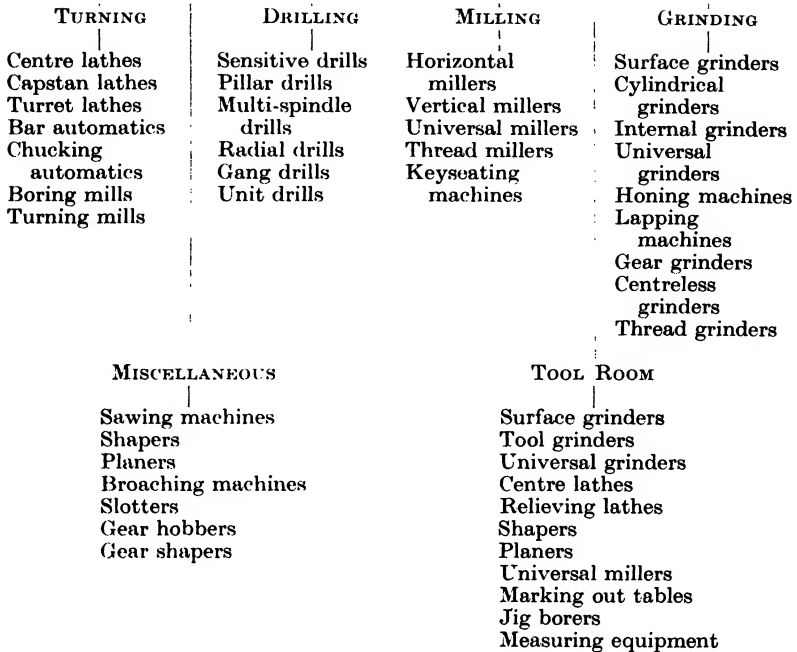 TURNING
Centre lathes
Capstan lathes
Turret lathes
Bar automatics
Chucking
automatics
Boring mills
Turning mills
DRILLING
Sensitive drills
Pillar drills
Multi-spindle
drills
Radial drills
Gang drills
Unit drills
MILLING
Horizontal
millers
Vertical millers
Universal millers
Thread millers
Keyseating
machines
GRINDING
Surface grinders
Cylindrical
grinders
Internal grinders
Universal
grinders
Honing machines
Lapping
machines
Gear grinders
Centreless
grinders
Thread grinders
MISCELLANEOUS
Sawing machines
Shapers
Planers
Broaching machines
Slotters
Gear hobbers
Gear shapers
TOOL ROOM
Surface grinders
Tool grinders
Universal grinders
Centre lathes
Relieving lathes
Shapers
Planers
Universal millers
Marking out tables
Jig borers
Measuring equipment